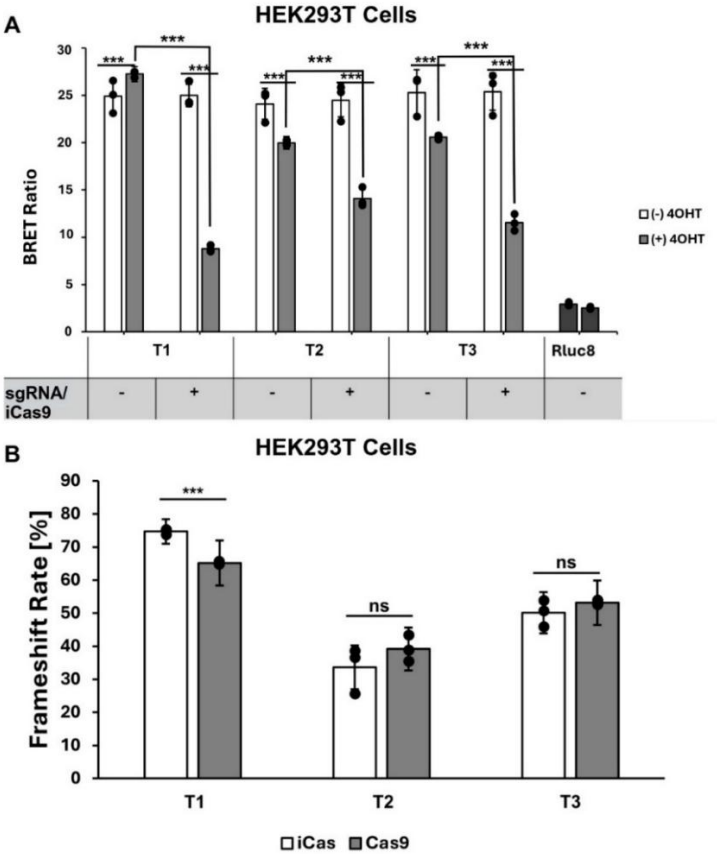 HEK293T Cells
A
*** *** *** *** *** *** *** *** ***
30
25
20
15
10
5
0
BRET Ratio
(-) 4OHT
(+) 4OHT
T1 T2 T3 Rluc8
sgRNA/
iCas9
- + - + - + -
B
HEK293T Cells
90
80
70
60
50
40
30
20
10
0
Frameshift Rate [%]
***
ns
ns
T1 T2 T3
iCas Cas9